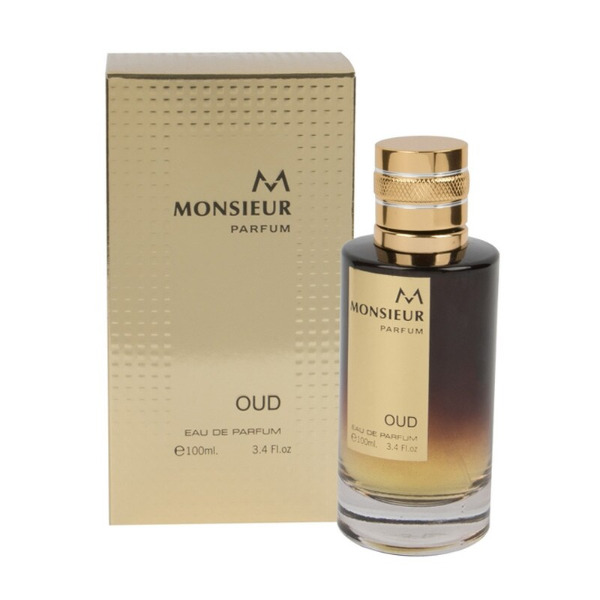 M
MONSIEUR
PARFUM
OUD
EAU DE PARFUM
℮100ml. 3.4 Fl.oz
M
MONSIEUR
PARFUM
OUD
EAU DE PARFUM
℮100ml. 3.4 Fl.oz